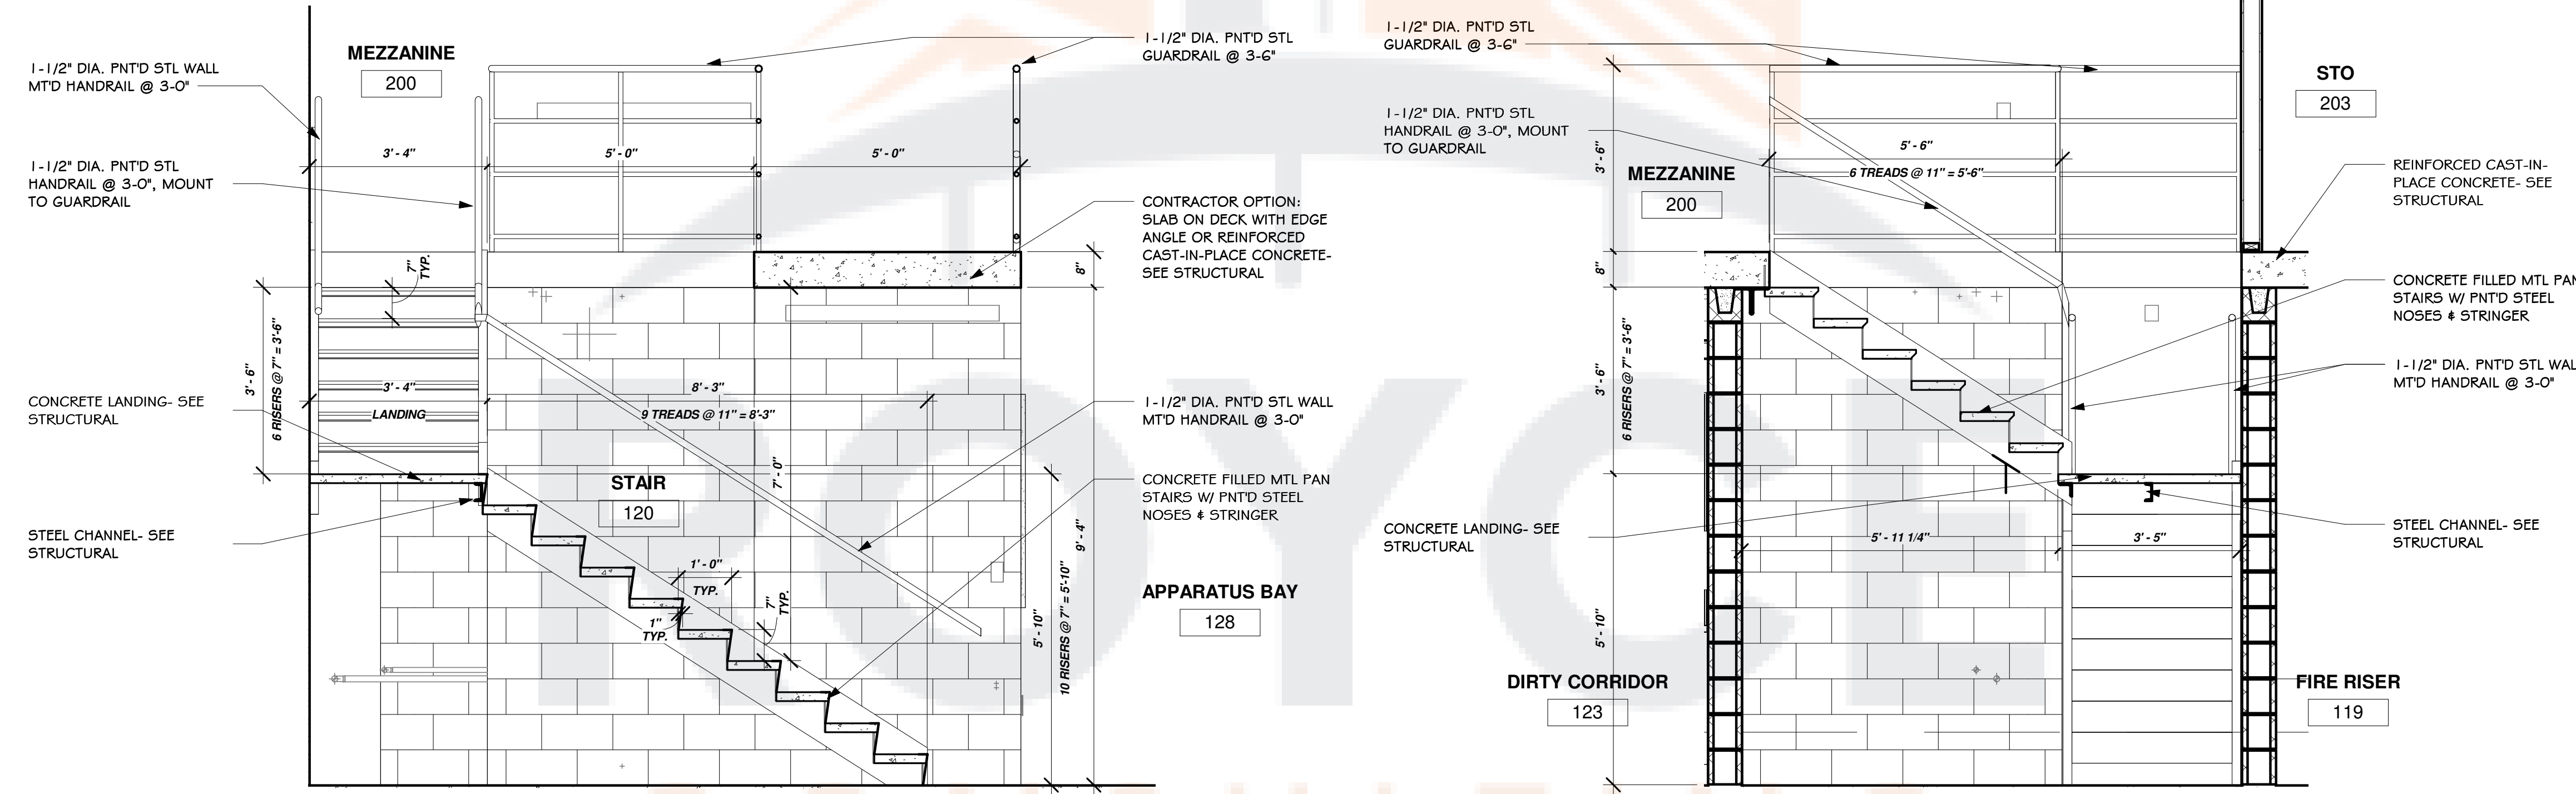 MEZZANINE
200
1-1/2" DIA. PNT'D STL WALL
MT'D HANDRAIL @ 3-0"
1-1/2" DIA. PNT'D STL
HANDRAIL @ 3-0", MOUNT
TO GUARDRAIL
3' - 4"
5' - 0"
5' - 0"
1-1/2" DIA. PNT'D STL
GUARDRAIL @ 3-6"
CONTRACTOR OPTION:
SLAB ON DECK WITH EDGE
ANGLE OR REINFORCED
CAST-IN-PLACE CONCRETE-
SEE STRUCTURAL
8"
7"
TYP.
3' - 6"
6 RISERS @ 7" = 3'-6"
3' - 4"
LANDING
8' - 3"
9 TREADS @ 11" = 8'-3"
CONCRETE LANDING- SEE
STRUCTURAL
STEEL CHANNEL- SEE
STRUCTURAL
STAIR
120
7' - 0"
1' - 0"
TYP.
1"
TYP.
7"
TYP.
1-1/2" DIA. PNT'D STL WALL
MT'D HANDRAIL @ 3-0"
CONCRETE FILLED MTL PAN
STAIRS W/ PNT'D STEEL
NOSES & STRINGER
5' - 10"
10 RISERS @ 7" = 5'-10"
9' - 4"
APPARATUS BAY
128
1-1/2" DIA. PNT'D STL
GUARDRAIL @ 3-6"
1-1/2" DIA. PNT'D STL
HANDRAIL @ 3-0", MOUNT
TO GUARDRAIL
3' - 6"
MEZZANINE
200
5' - 6"
6 TREADS @ 11" = 5'-6"
STO
203
REINFORCED CAST-IN-
PLACE CONCRETE- SEE
STRUCTURAL
8"
3' - 6"
6 RISERS @ 7" = 3'-6"
CONCRETE FILLED MTL PAN
STAIRS W/ PNT'D STEEL
NOSES & STRINGER
1-1/2" DIA. PNT'D STL WAL
MT'D HANDRAIL @ 3-0"
CONCRETE LANDING- SEE
STRUCTURAL
STEEL CHANNEL- SEE
STRUCTURAL
5' - 11 1/4"
3' - 5"
5' - 10"
DIRTY CORRIDOR
123
FIRE RISER
119
ROYCE